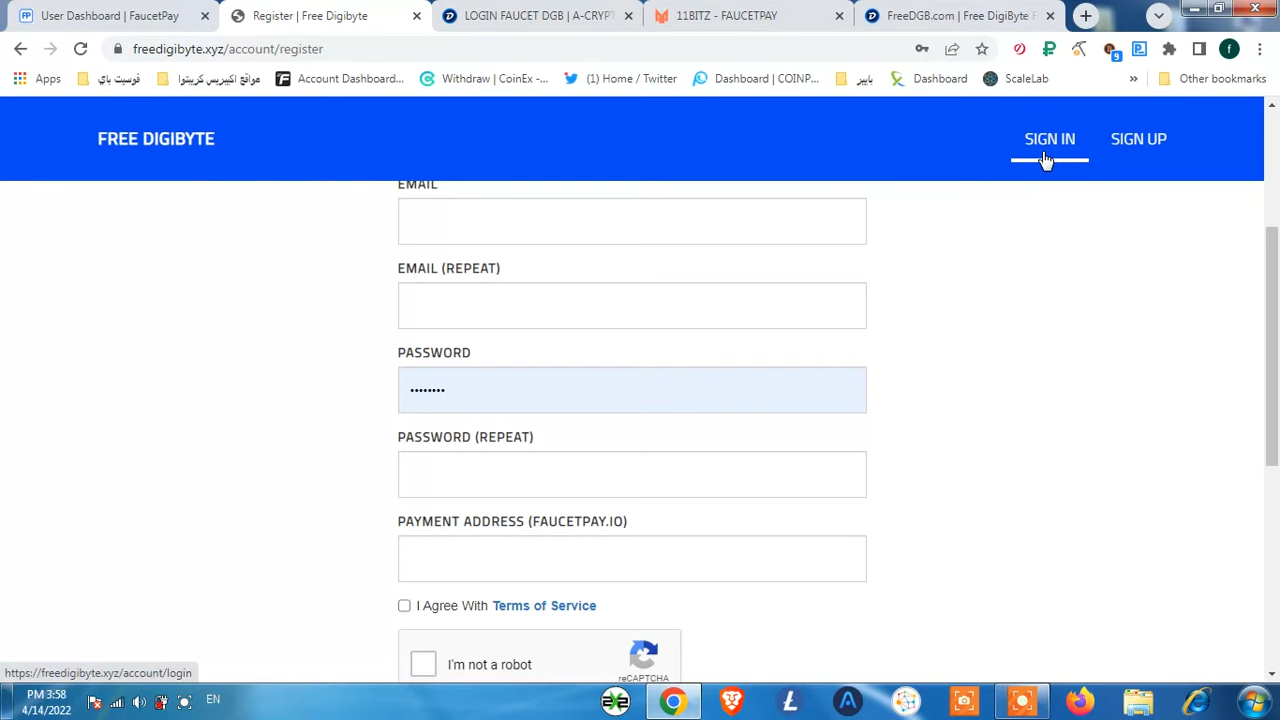 User Dashboard | FaucetPay
Register | Free Digibyte
LOGIN FAUCET DGB A-CRYPT
11BITZ - FAUCETPAY
FreeDGB.com | Free DigiByte F
freedigibyte.xyz/account/register
9
f
Apps
فوسيت باي
مواقع اكبيريس كريبتوا
Account Dashboard...
Withdraw | CoinEx -...
(1) Home / Twitter
Dashboard | COINP...
بايير
Dashboard
ScaleLab
»
Other bookmarks
FREE DIGIBYTE
SIGN IN
SIGN UP
EMAIL
EMAIL (REPEAT)
PASSWORD
••••••••
PASSWORD (REPEAT)
PAYMENT ADDRESS (FAUCETPAY.IO)
I Agree With Terms of Service
I'm not a robot
reCAPTCHA
https://freedigibyte.xyz/account/login
PM 3:58
4/14/2022
EN